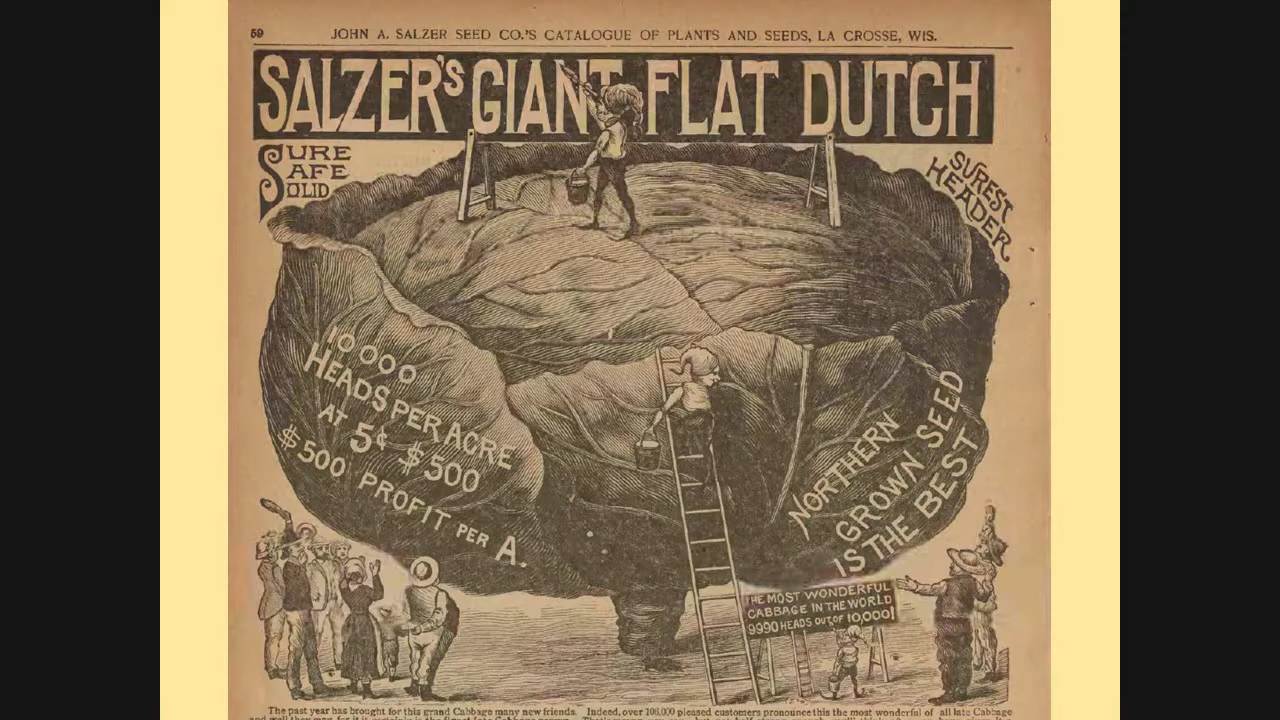 59 JOHN A. SALZER SEED CO.'S CATALOGUE OF PLANTS AND SEEDS, LA CROSSE, WIS.
SALZER'S GIANT FLAT DUTCH
SURE
SAFE
SOLID
SUREST
HEADER
10000
HEADS PER ACRE
AT 5¢ $500
$500 PROFIT PER A.
NORTHERN
GROWN SEED
IS THE BEST
THE MOST WONDERFUL
CABBAGE IN THE WORLD
9990 HEADS OUT OF 10,000!
The past year has brought for this grand Cabbage many new friends. Indeed, over 100,000 pleased customers pronounce this the most wonderful of all late Cabbage